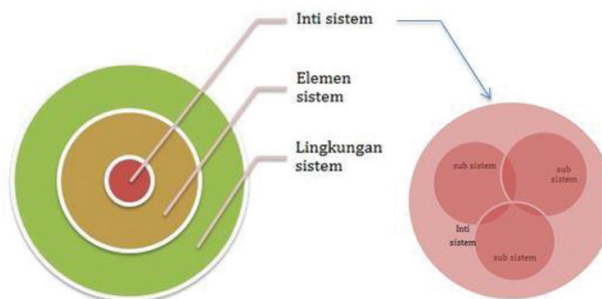 Inti sistem
Elemen
sistem
Lingkungan
sistem
sub sistem
sub
sistem
Inti
sistem
sub sistem